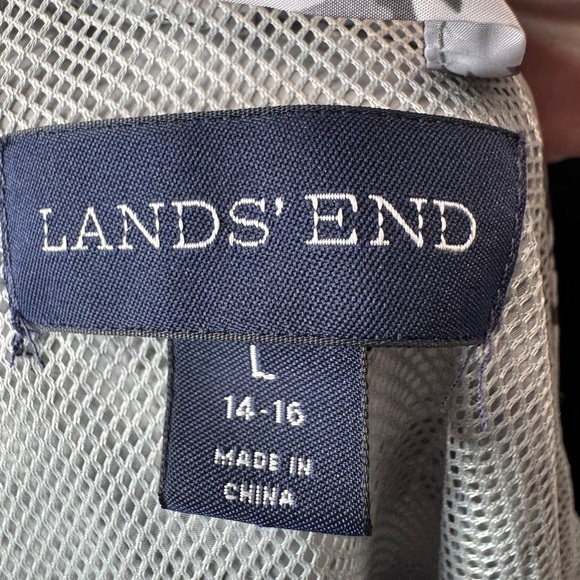 LANDS' END
L
14-16
MADE IN
CHINA